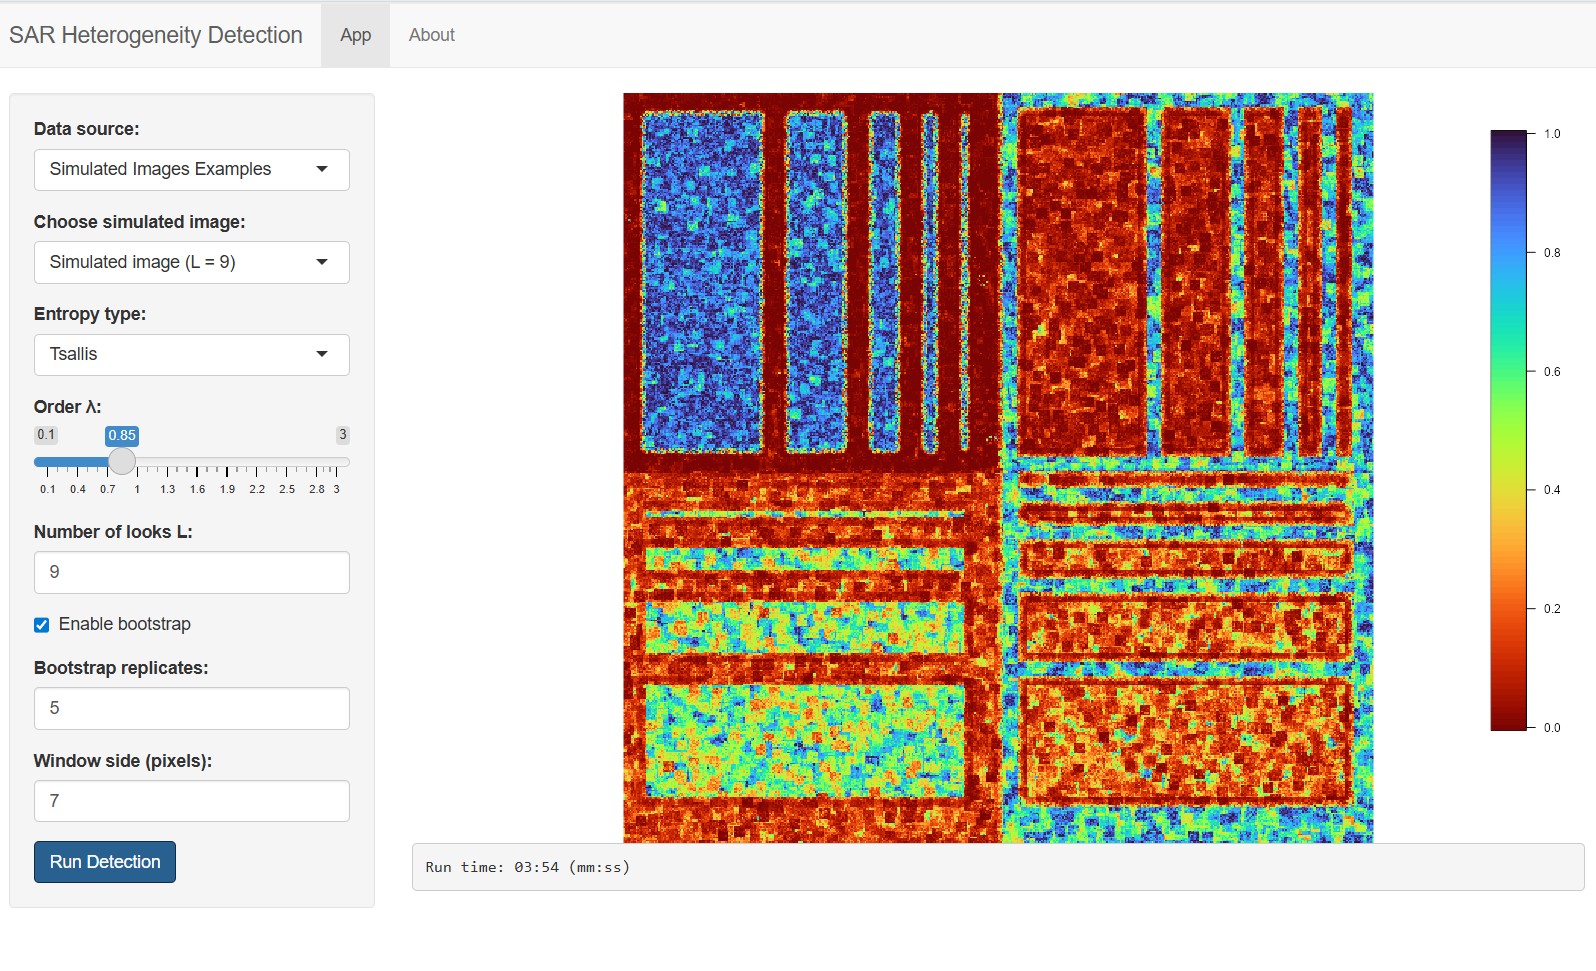 SAR Heterogeneity Detection App About
Data source:
Simulated Images Examples
Choose simulated image:
Simulated image (L = 9)
Entropy type:
Tsallis
Order λ:
0.1 0.85 3
0.1 0.4 0.7 1 1.3 1.6 1.9 2.2 2.5 2.8 3
Number of looks L:
9
Enable bootstrap
Bootstrap replicates:
5
Window side (pixels):
7
Run Detection
1.0
0.8
0.6
0.4
0.2
0.0
Run time: 03:54 (mm:ss)